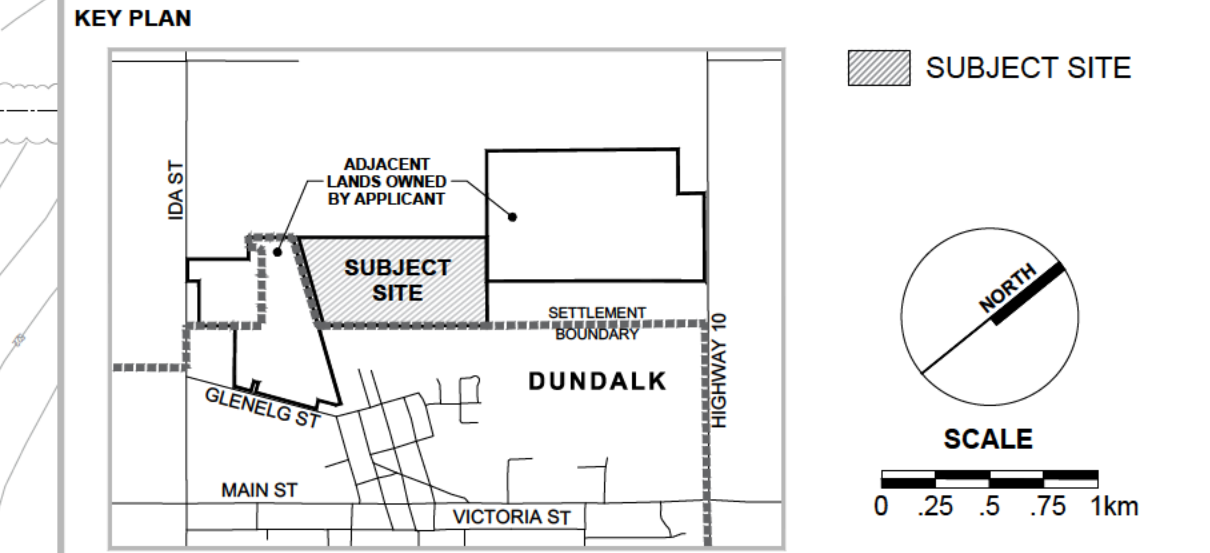 KEY PLAN
SUBJECT SITE
IDA ST
ADJACENT
LANDS OWNED
BY APPLICANT
SUBJECT
SITE
SETTLEMENT
BOUNDARY
HIGHWAY 10
DUNDALK
GLENELG ST
MAIN ST
VICTORIA ST
NORTH
SCALE
0 .25 .5 .75 1km